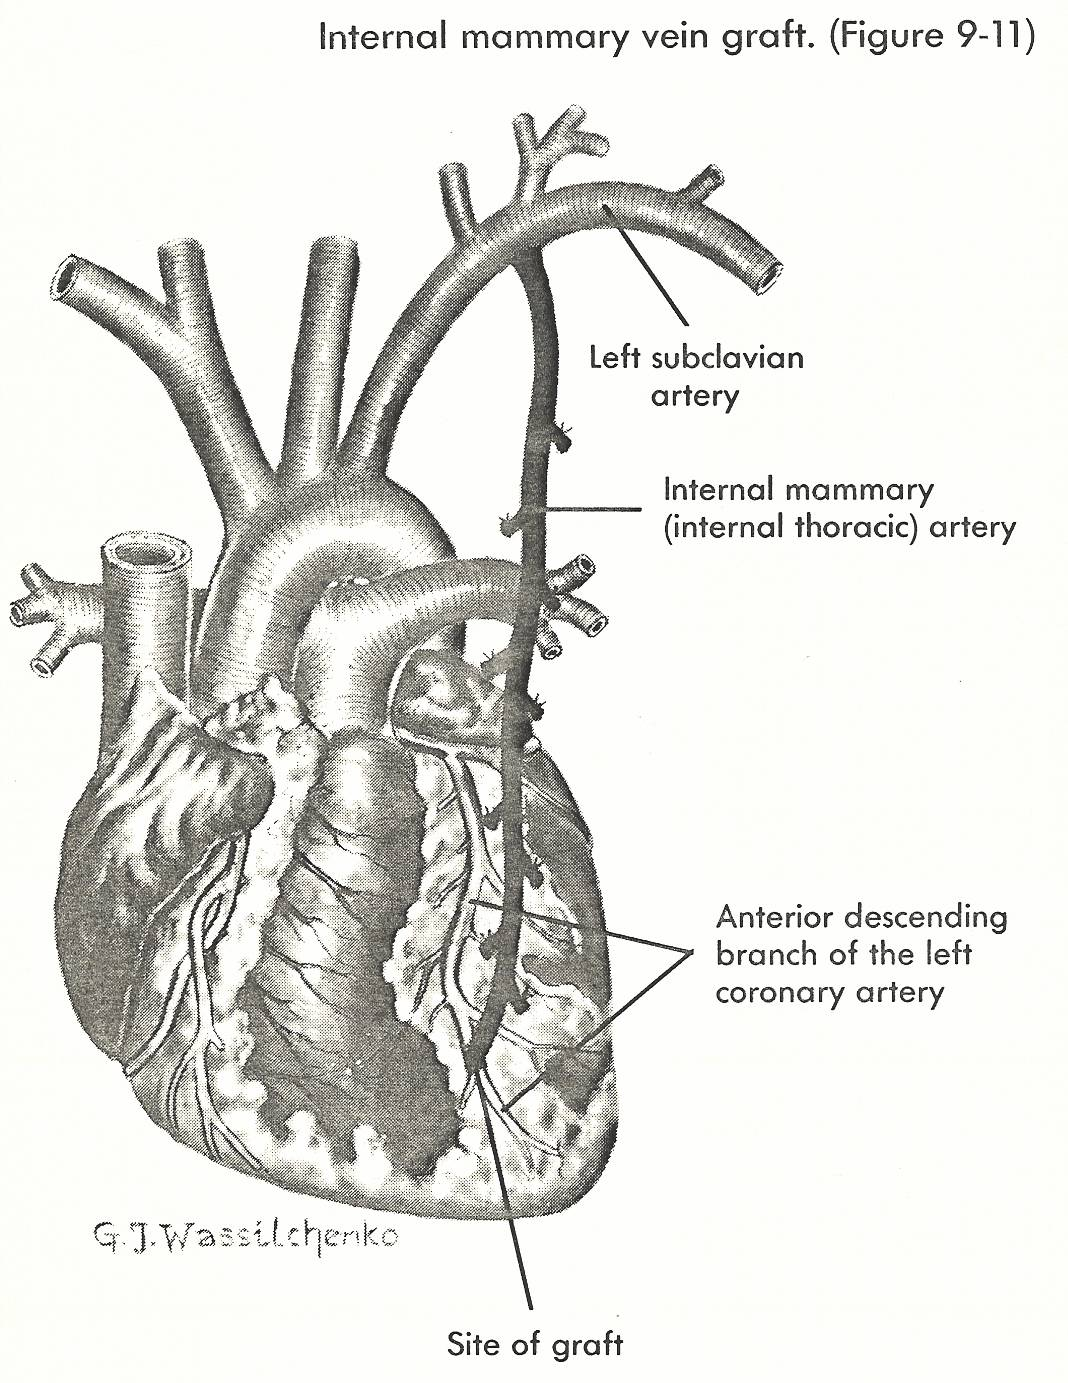 Internal mammary vein graft. (Figure 9-11)
Left subclavian
artery
Internal mammary
(internal thoracic) artery
Anterior descending
branch of the left
coronary artery
G.J.Wassilchenko
Site of graft